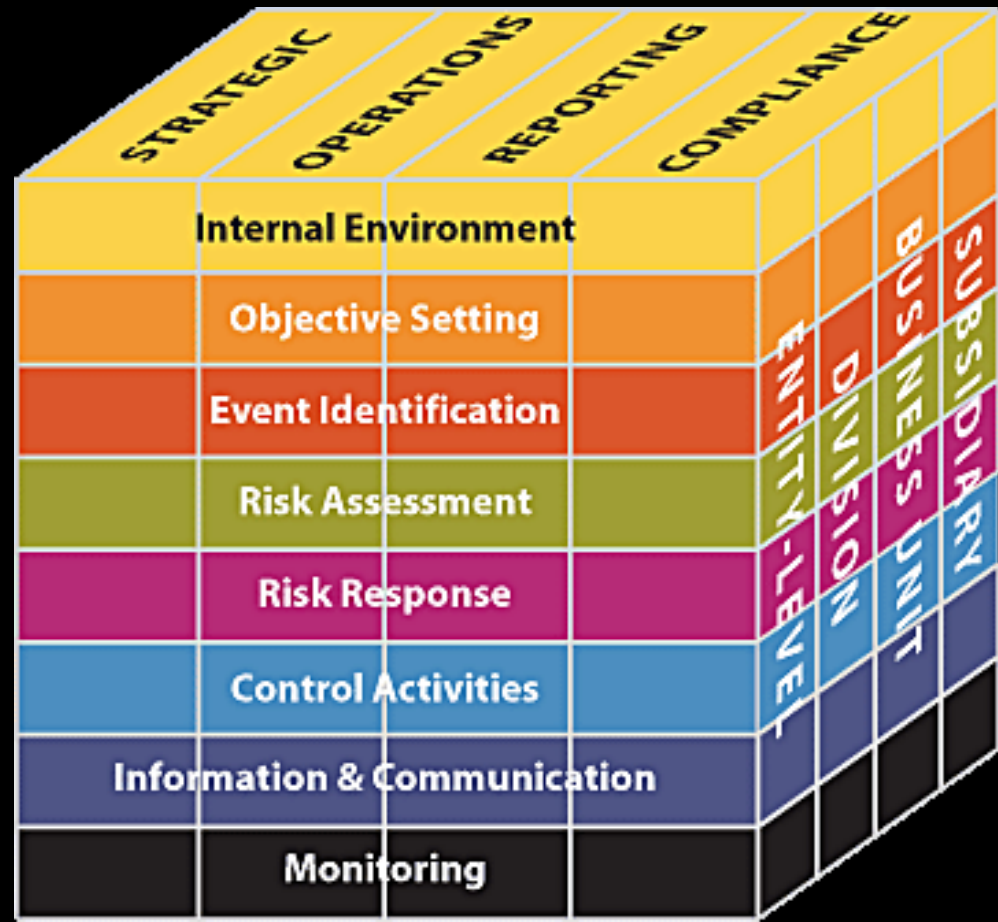 STRATEGIC
OPERATIONS
REPORTING
COMPLIANCE
Internal Environment
Objective Setting
Event Identification
Risk Assessment
Risk Response
Control Activities
Information & Communication
Monitoring
ENTITY-LEVEL
DIVISION
BUSINESS UNIT
SUBSIDIARY